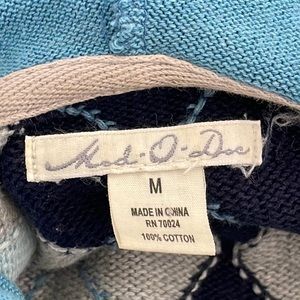 Mod-O-Doc
M
MADE IN CHINA
RN 70024
100% COTTON